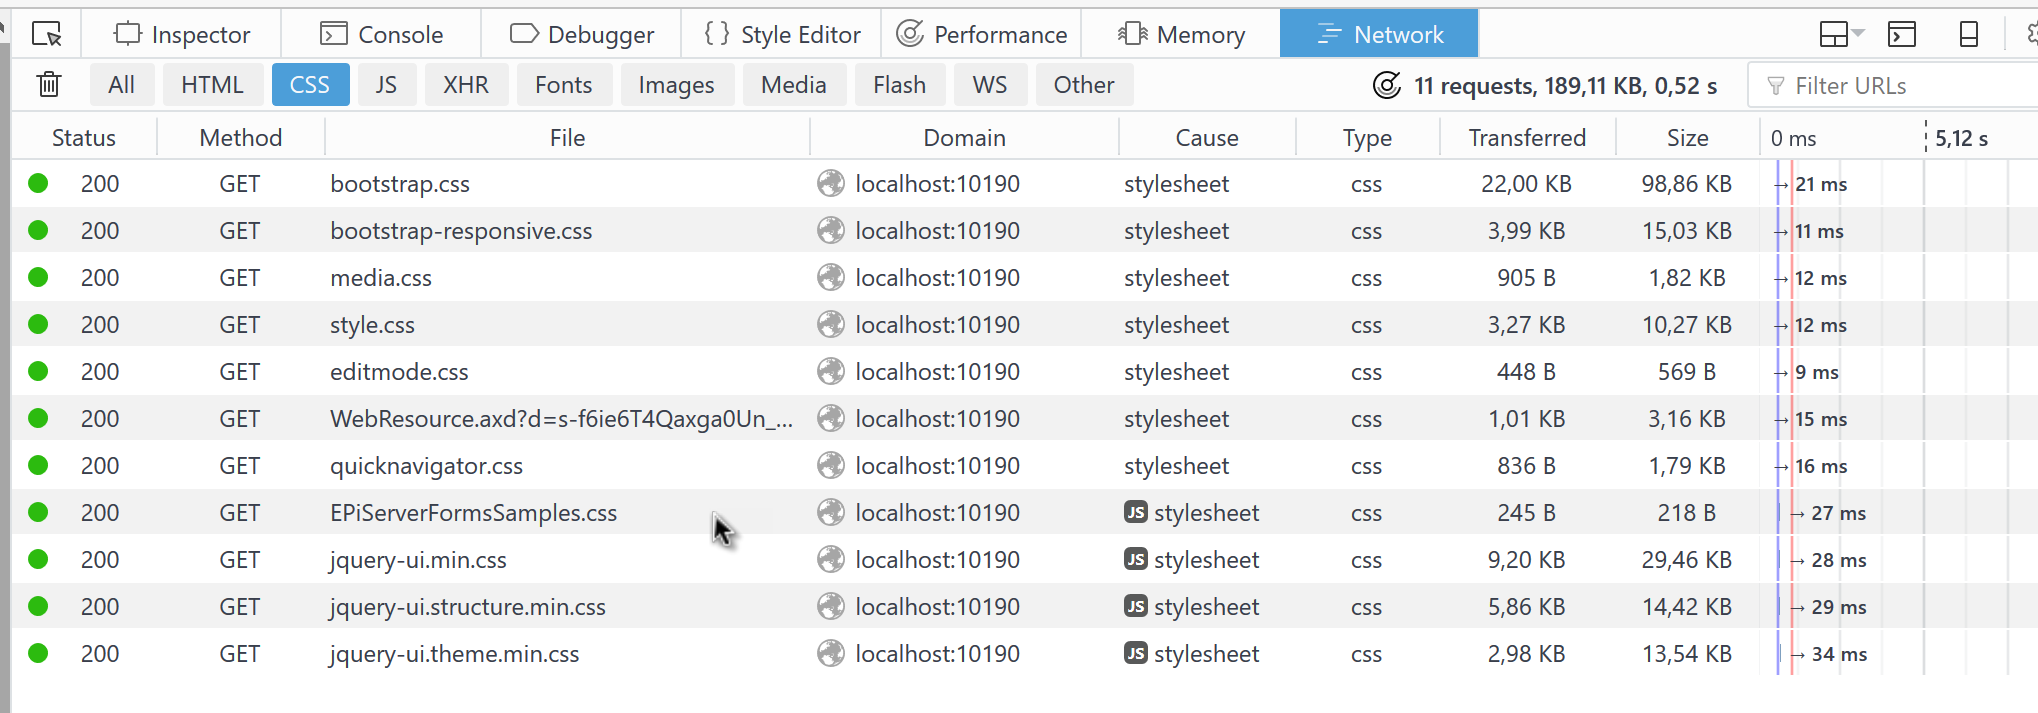 Inspector Console Debugger { } Style Editor Performance Memory Network
All HTML CSS JS XHR Fonts Images Media Flash WS Other 11 requests, 189,11 KB, 0,52 s Filter URLs
Status Method File Domain Cause Type Transferred Size 0 ms 5,12 s
200 GET bootstrap.css localhost:10190 stylesheet css 22,00 KB 98,86 KB → 21 ms
200 GET bootstrap-responsive.css localhost:10190 stylesheet css 3,99 KB 15,03 KB → 11 ms
200 GET media.css localhost:10190 stylesheet css 905 B 1,82 KB → 12 ms
200 GET style.css localhost:10190 stylesheet css 3,27 KB 10,27 KB → 12 ms
200 GET editmode.css localhost:10190 stylesheet css 448 B 569 B → 9 ms
200 GET WebResource.axd?d=s-f6ie6T4Qaxga0Un_... localhost:10190 stylesheet css 1,01 KB 3,16 KB → 15 ms
200 GET quicknavigator.css localhost:10190 stylesheet css 836 B 1,79 KB → 16 ms
200 GET EPiServerFormsSamples.css localhost:10190 JS stylesheet css 245 B 218 B → 27 ms
200 GET jquery-ui.min.css localhost:10190 JS stylesheet css 9,20 KB 29,46 KB → 28 ms
200 GET jquery-ui.structure.min.css localhost:10190 JS stylesheet css 5,86 KB 14,42 KB → 29 ms
200 GET jquery-ui.theme.min.css localhost:10190 JS stylesheet css 2,98 KB 13,54 KB → 34 ms